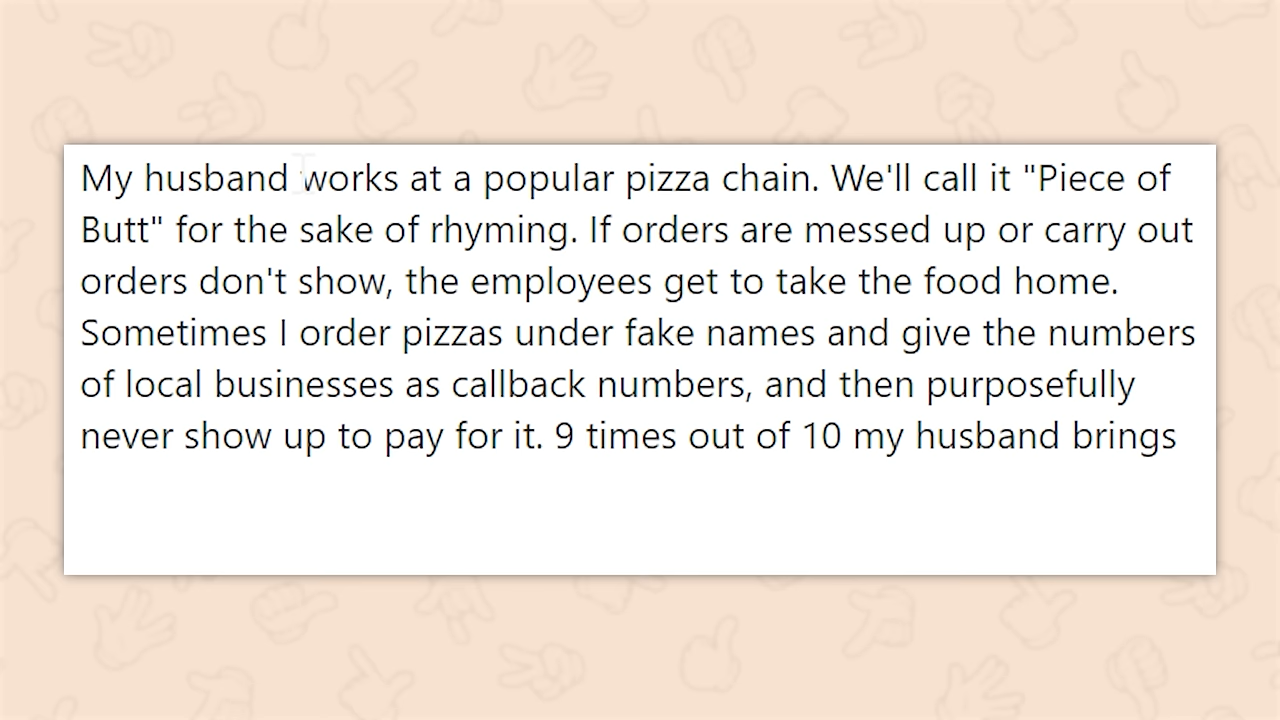 My husband works at a popular pizza chain. We'll call it "Piece of
Butt" for the sake of rhyming. If orders are messed up or carry out
orders don't show, the employees get to take the food home.
Sometimes I order pizzas under fake names and give the numbers
of local businesses as callback numbers, and then purposefully
never show up to pay for it. 9 times out of 10 my husband brings